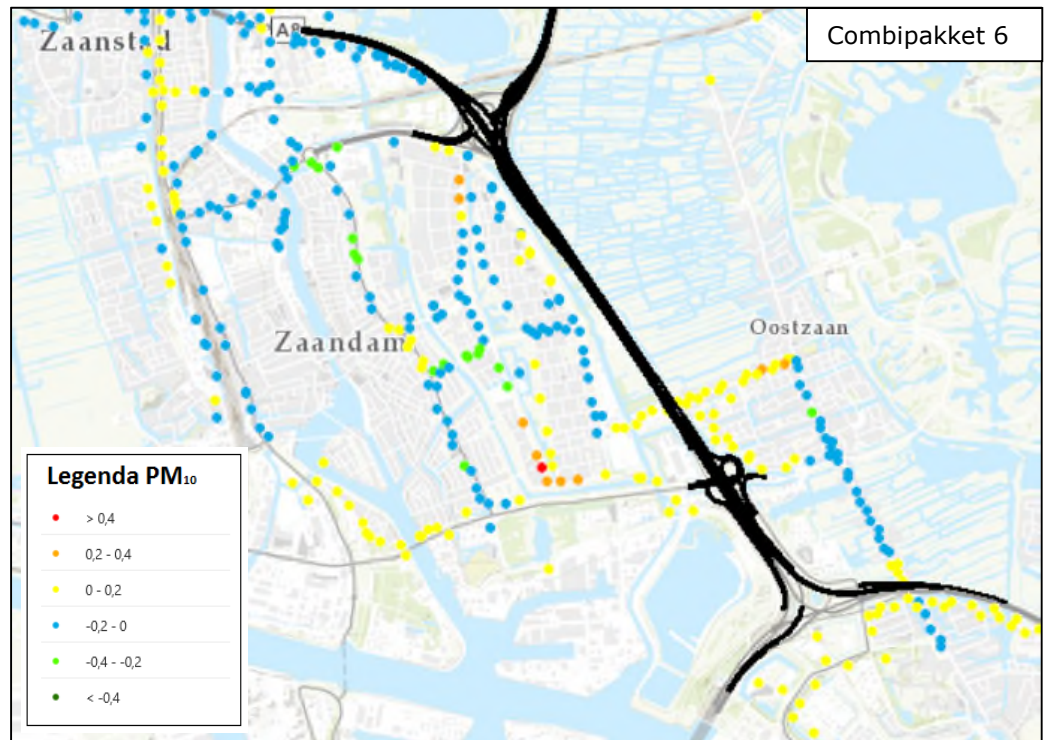 Combipakket 6
A8
Zaanstad
Oostzaan
Zaandam
Legenda PM₁₀
> 0,4
0,2 - 0,4
0 - 0,2
-0,2 - 0
-0,4 - -0,2
< -0,4